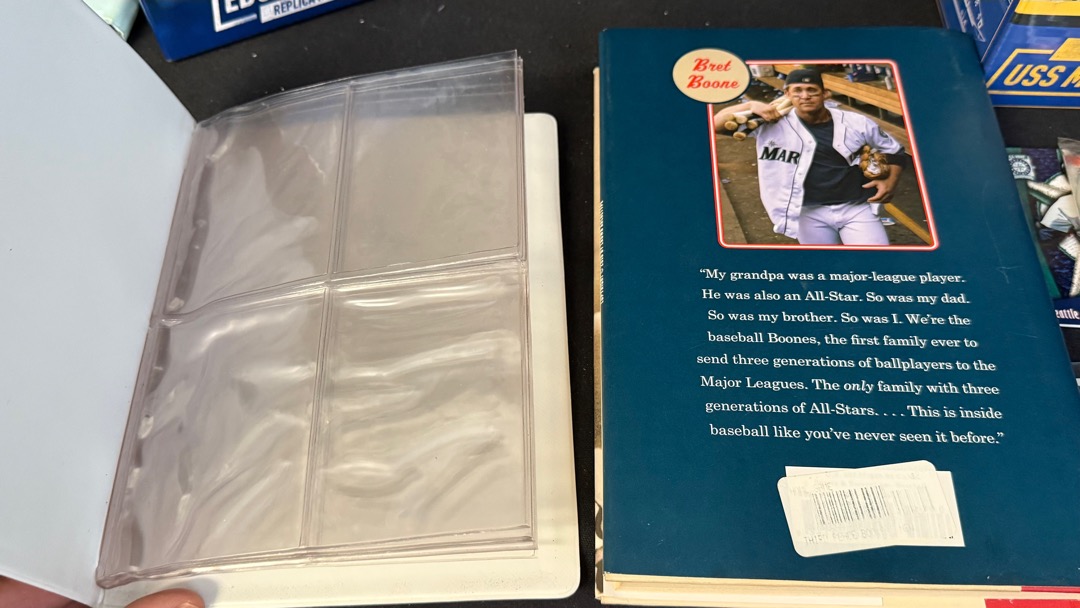 REPLICA
USS M
Bret
Boone
MAR
“My grandpa was a major-league player.
He was also an All-Star. So was my dad.
So was my brother. So was I. We’re the
baseball Boones, the first family ever to
send three generations of ballplayers to the
Major Leagues. The only family with three
generations of All-Stars. . . . This is inside
baseball like you’ve never seen it before.”